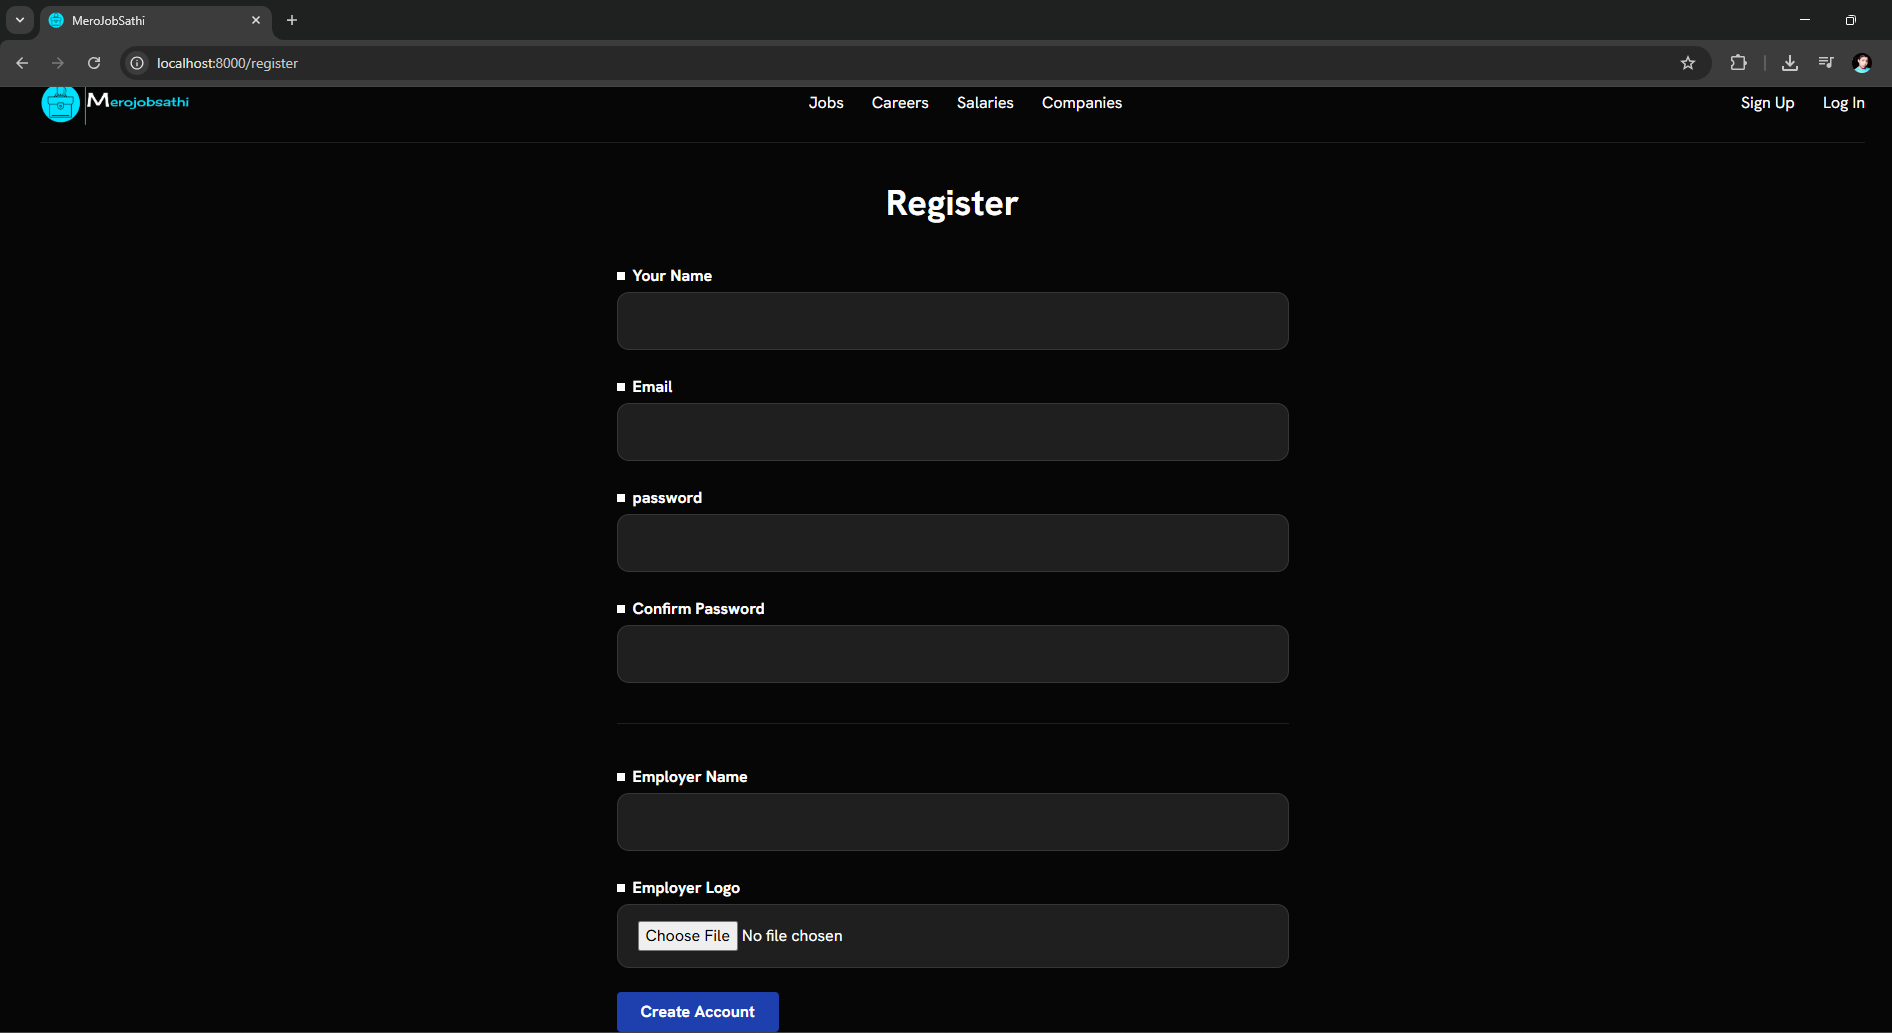 MeroJobSathi
localhost:8000/register
Merojobsathi
Jobs Careers Salaries Companies
Sign Up Log In
Register
Your Name
Email
password
Confirm Password
Employer Name
Employer Logo
Choose File No file chosen
Create Account